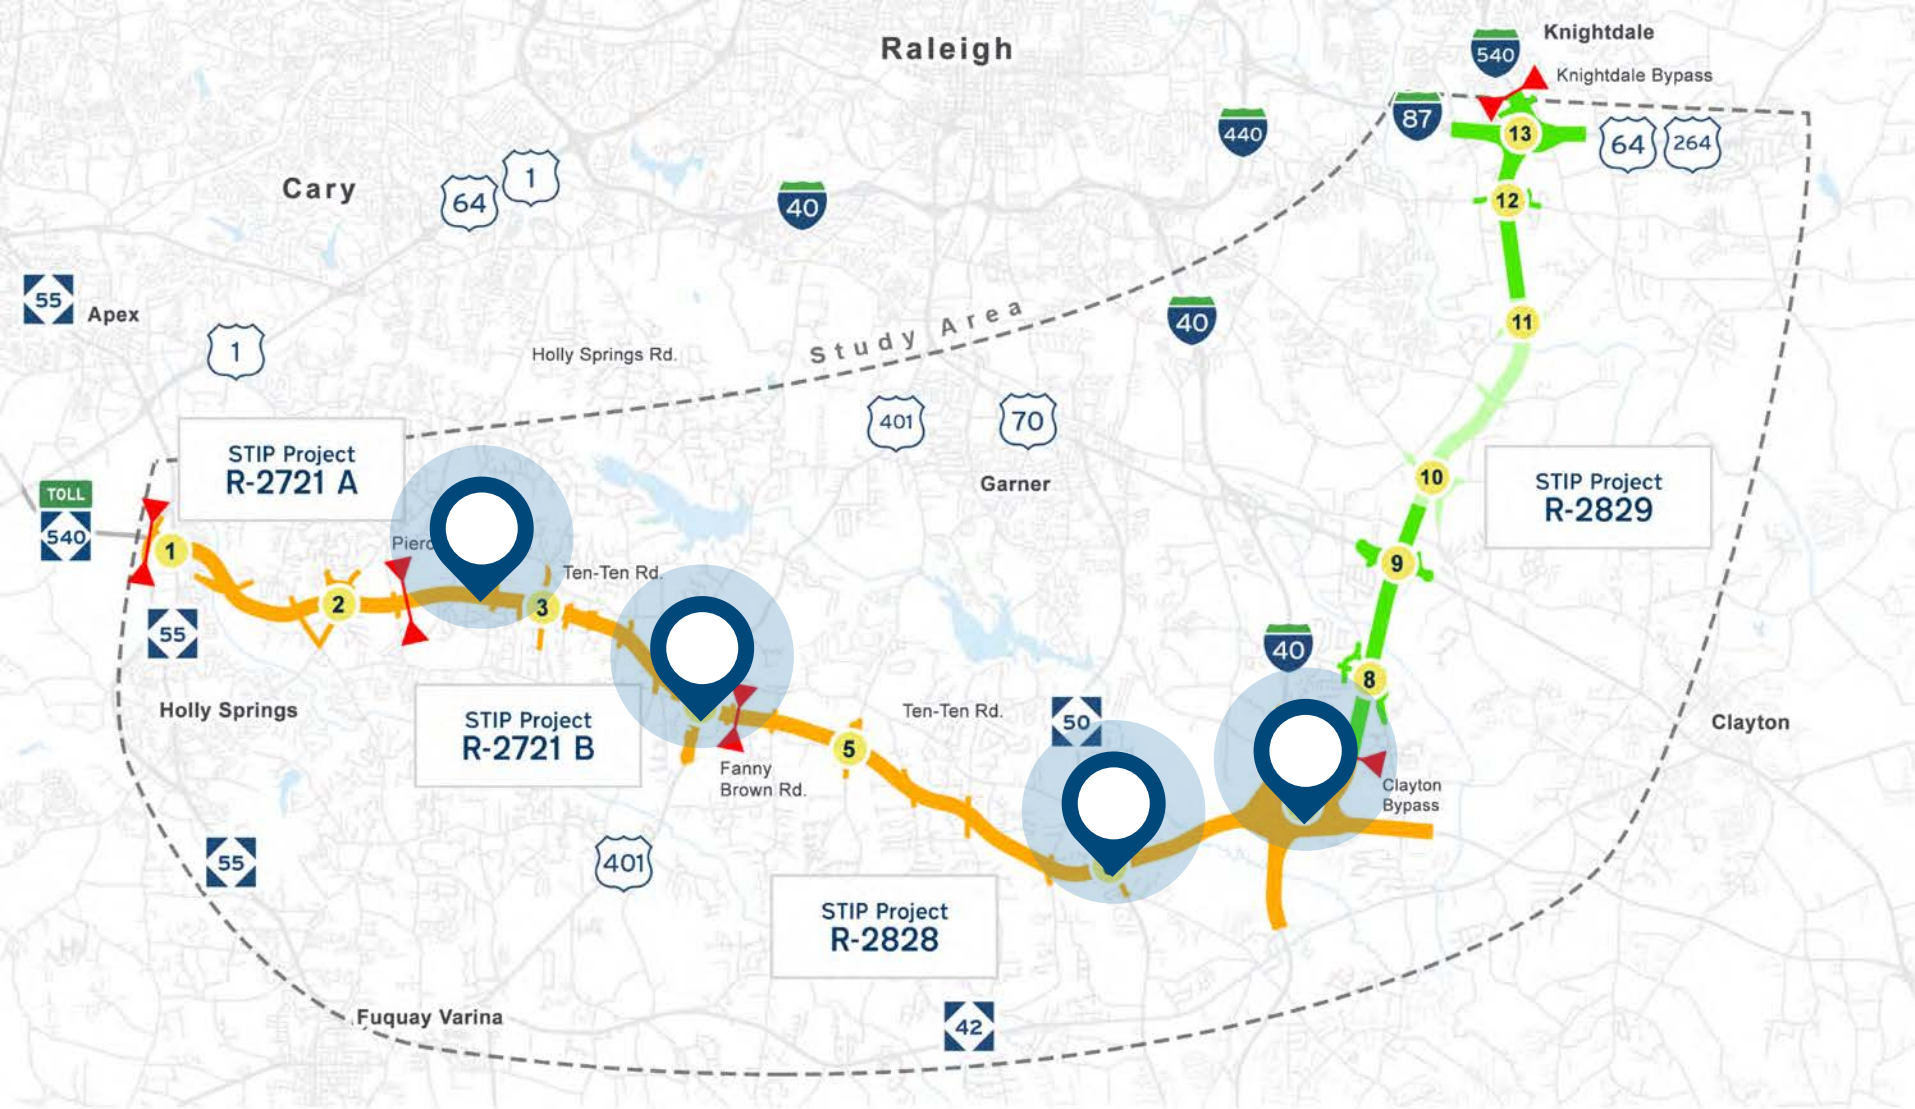 Raleigh
Knightdale
540
Knightdale Bypass
87
440
13
64
264
Cary
64
1
40
12
55
Apex
1
Holly Springs Rd.
Study Area
40
11
401
70
Garner
STIP Project
R-2721 A
10
STIP Project
R-2829
TOLL
540
1
9
Ten-Ten Rd.
2
3
55
40
8
Holly Springs
STIP Project
R-2721 B
Ten-Ten Rd.
50
Clayton
5
Fanny
Brown Rd.
Clayton
Bypass
55
401
STIP Project
R-2828
Fuquay Varina
42